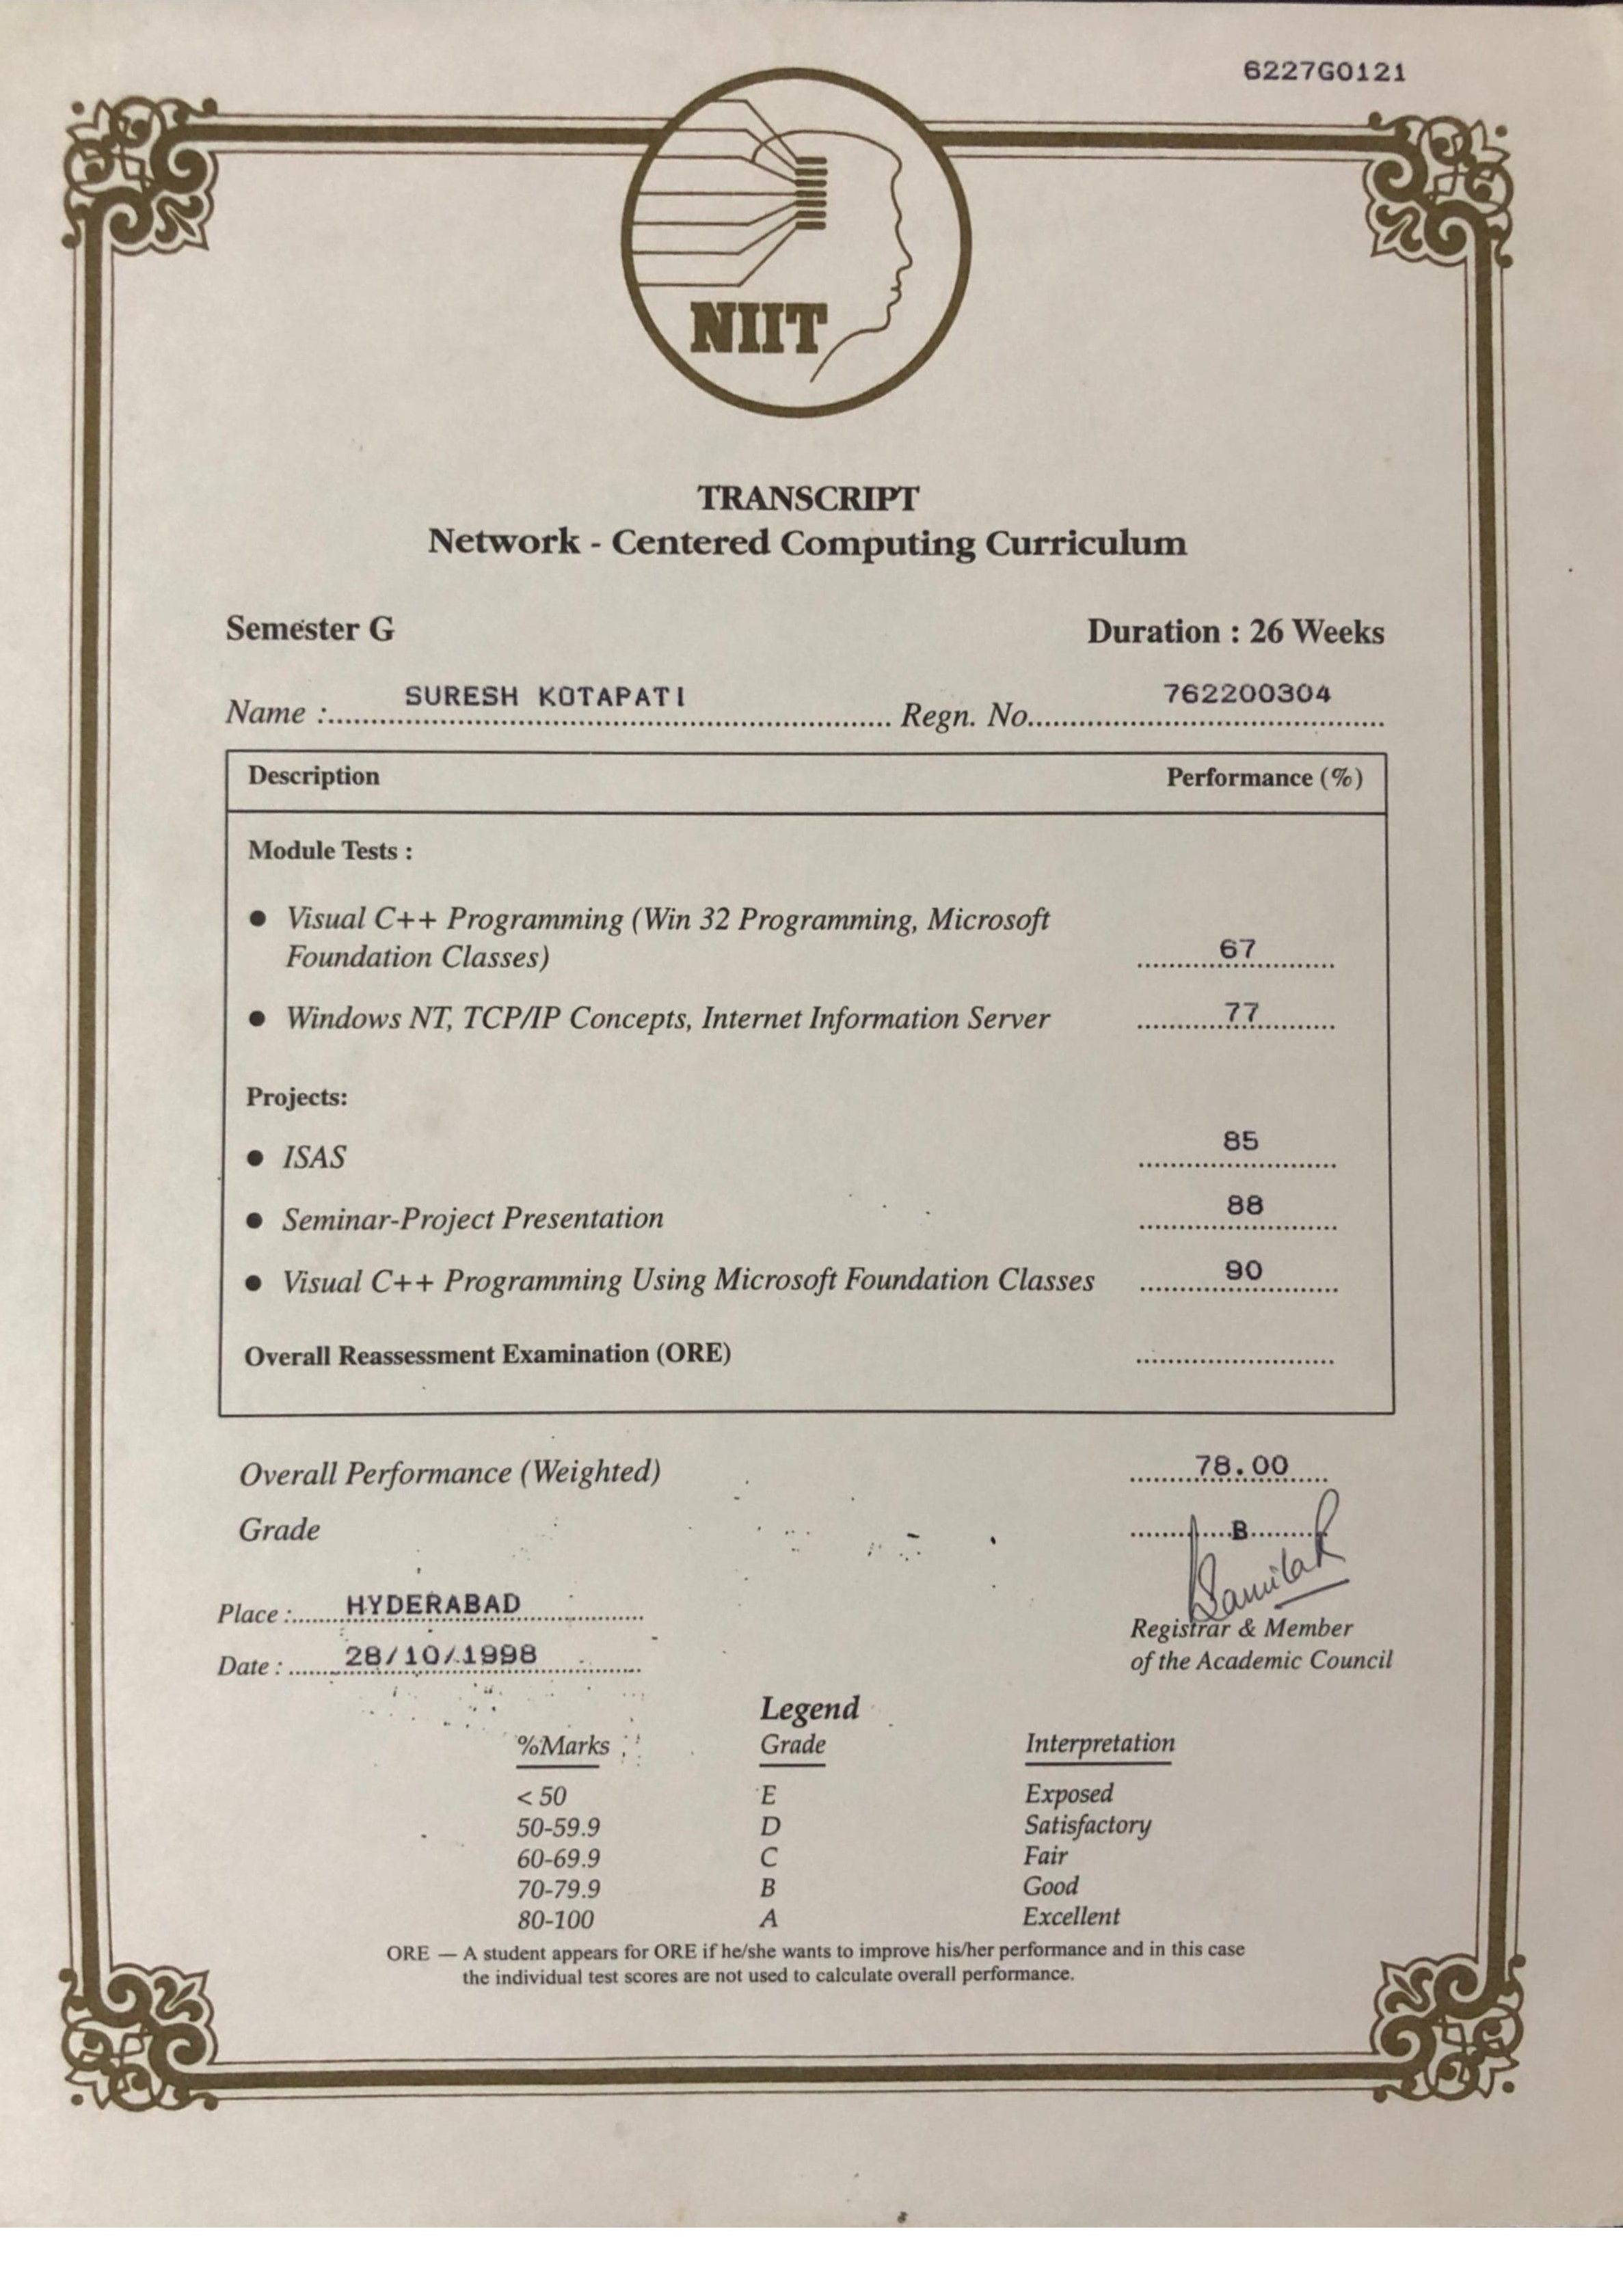 6227G0121
NIIT
TRANSCRIPT
Network - Centered Computing Curriculum
Semester G Duration : 26 Weeks
Name :.......... SURESH KOTAPATI .......... Regn. No.......... 762200304 ..........
Description Performance (%)
Module Tests :
● Visual C++ Programming (Win 32 Programming, Microsoft
Foundation Classes) 67
● Windows NT, TCP/IP Concepts, Internet Information Server 77
Projects:
● ISAS 85
● Seminar-Project Presentation 88
● Visual C++ Programming Using Microsoft Foundation Classes 90
Overall Reassessment Examination (ORE) ..........
Overall Performance (Weighted) 78.00
Grade B
Place :....... HYDERABAD ..........
Registrar & Member
Date : ....... 28/10/1998 ..........
of the Academic Council
Legend
%Marks Grade Interpretation
< 50 E Exposed
50-59.9 D Satisfactory
60-69.9 C Fair
70-79.9 B Good
80-100 A Excellent
ORE — A student appears for ORE if he/she wants to improve his/her performance and in this case
the individual test scores are not used to calculate overall performance.